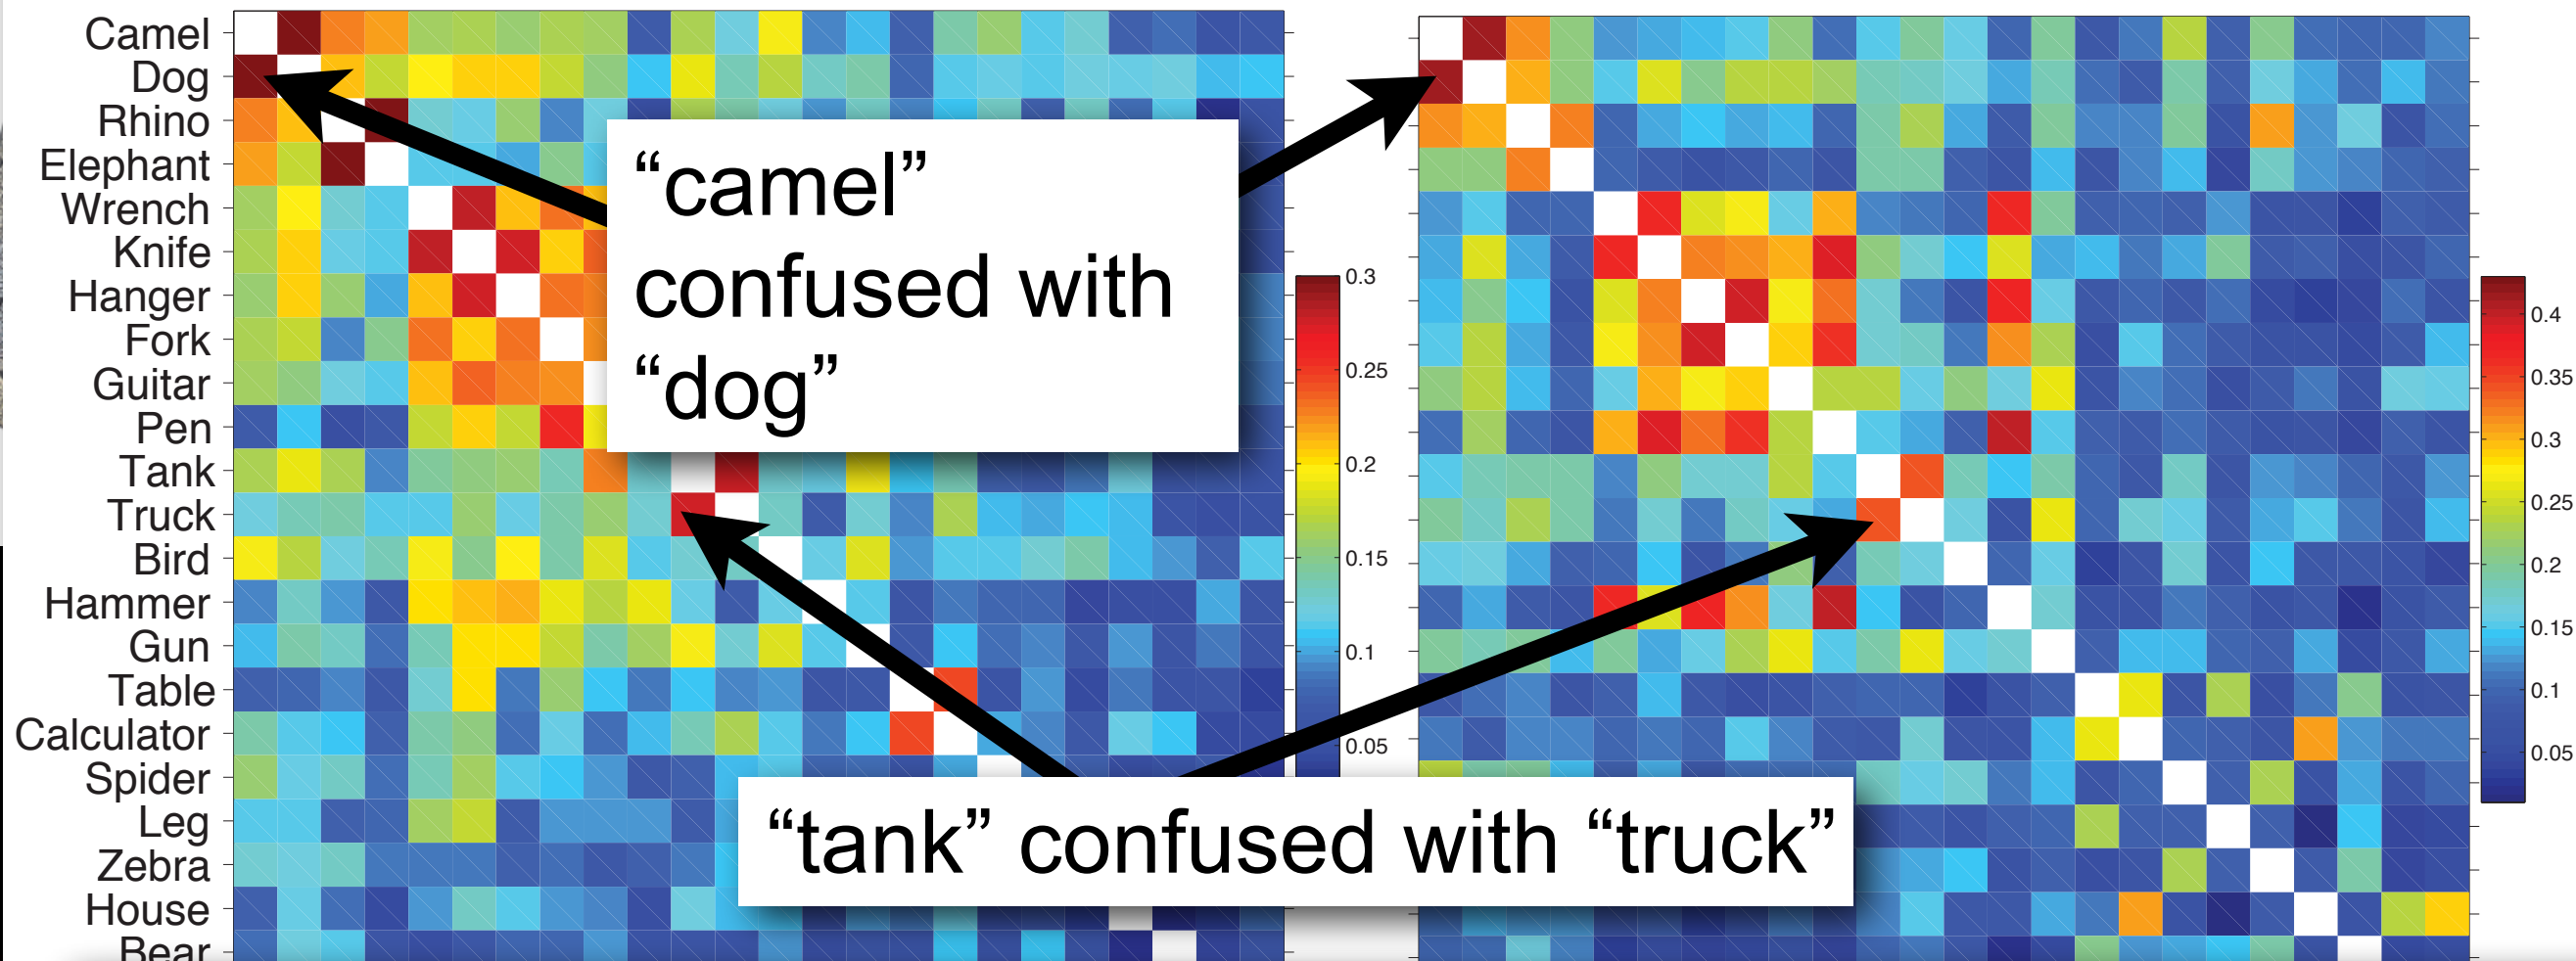 Camel
Dog
Rhino
Elephant
Wrench
Knife
Hanger
Fork
Guitar
Pen
Tank
Truck
Bird
Hammer
Gun
Table
Calculator
Spider
Leg
Zebra
House
Bear
“camel”
confused with
“dog”
0.3
0.25
0.2
0.15
0.1
0.05
“tank” confused with “truck”
0.4
0.35
0.3
0.25
0.2
0.15
0.1
0.05